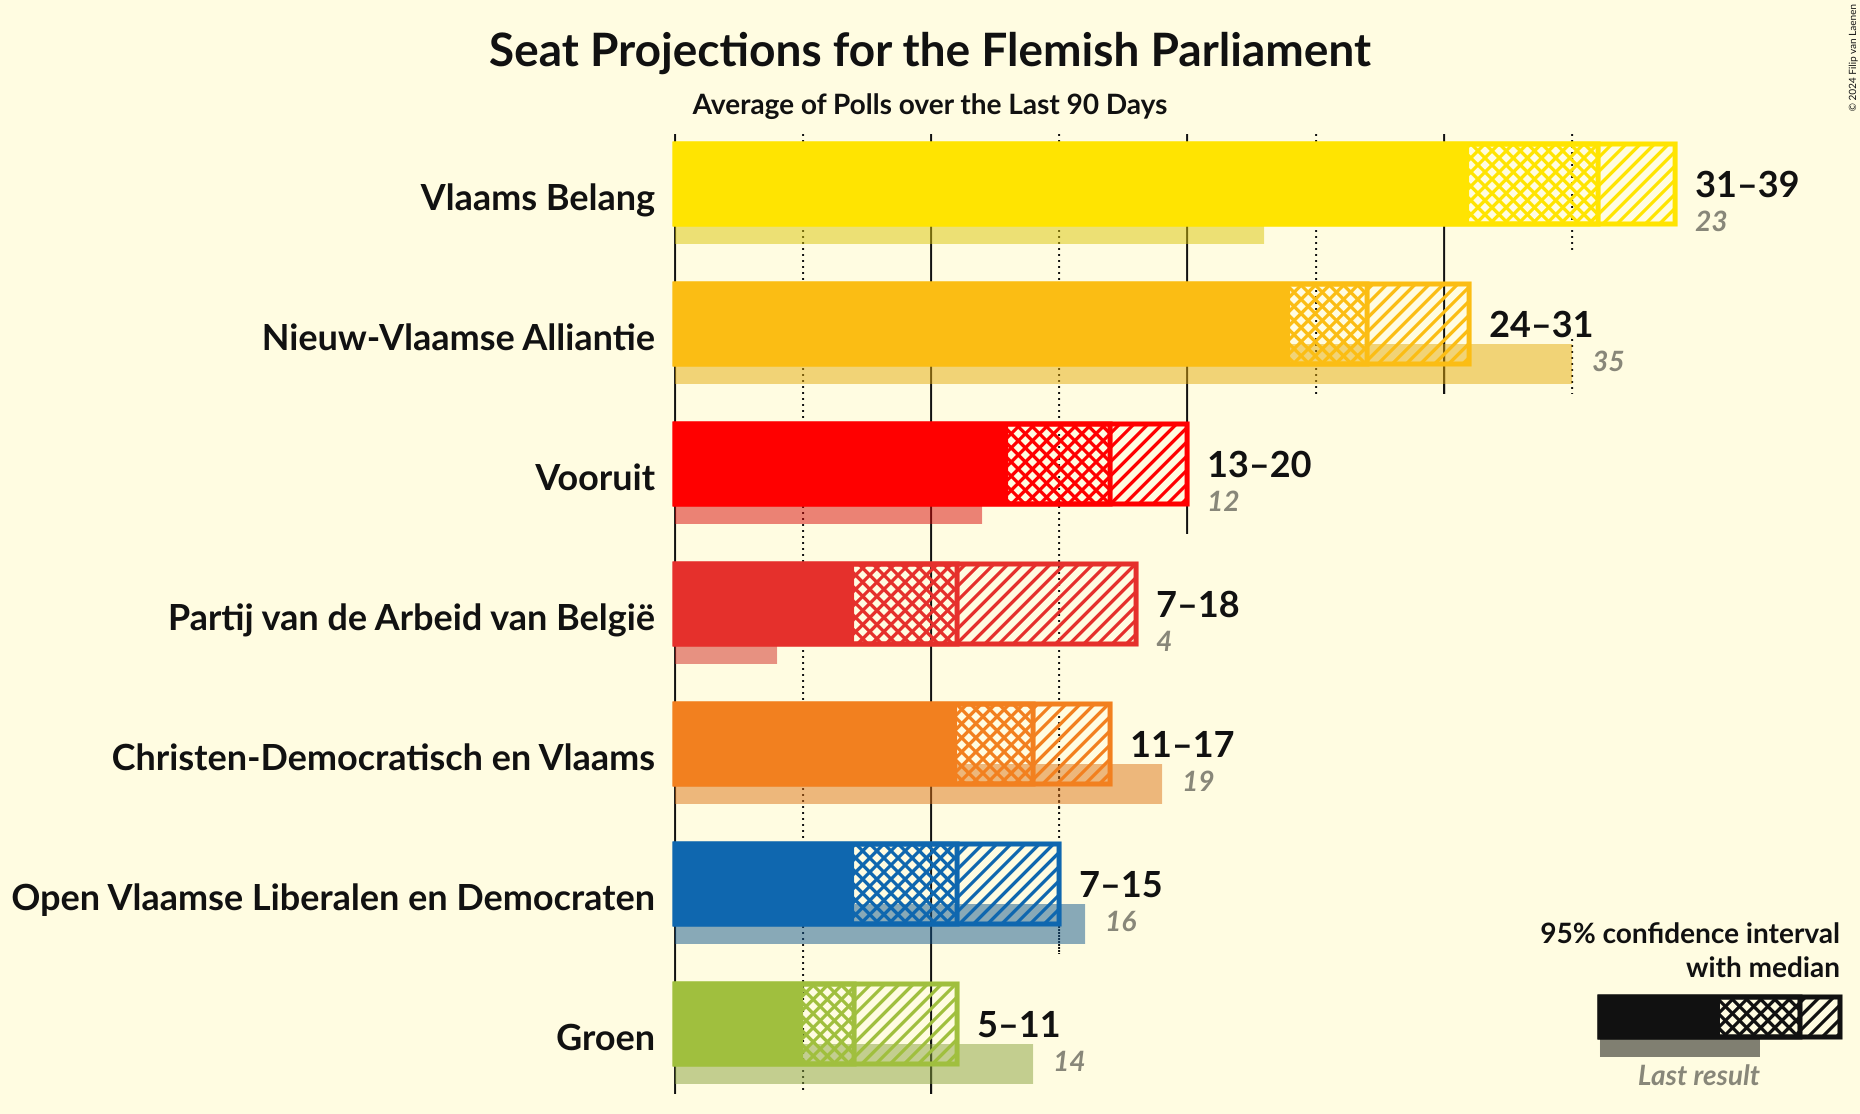 Seat Projections for the Flemish Parliament
Average of Polls over the Last 90 Days
© 2024 Filip van Laenen
Vlaams Belang
31–39
23
Nieuw-Vlaamse Alliantie
24–31
35
Vooruit
13–20
12
Partij van de Arbeid van België
7–18
4
Christen-Democratisch en Vlaams
11–17
19
Open Vlaamse Liberalen en Democraten
7–15
16
Groen
5–11
14
95% confidence interval
with median
Last result